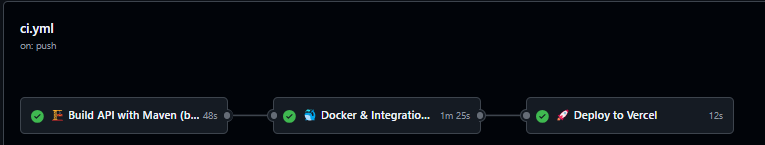 ci.yml
on: push
Build API with Maven (b... 48s
Docker & Integratio... 1m 25s
Deploy to Vercel 12s